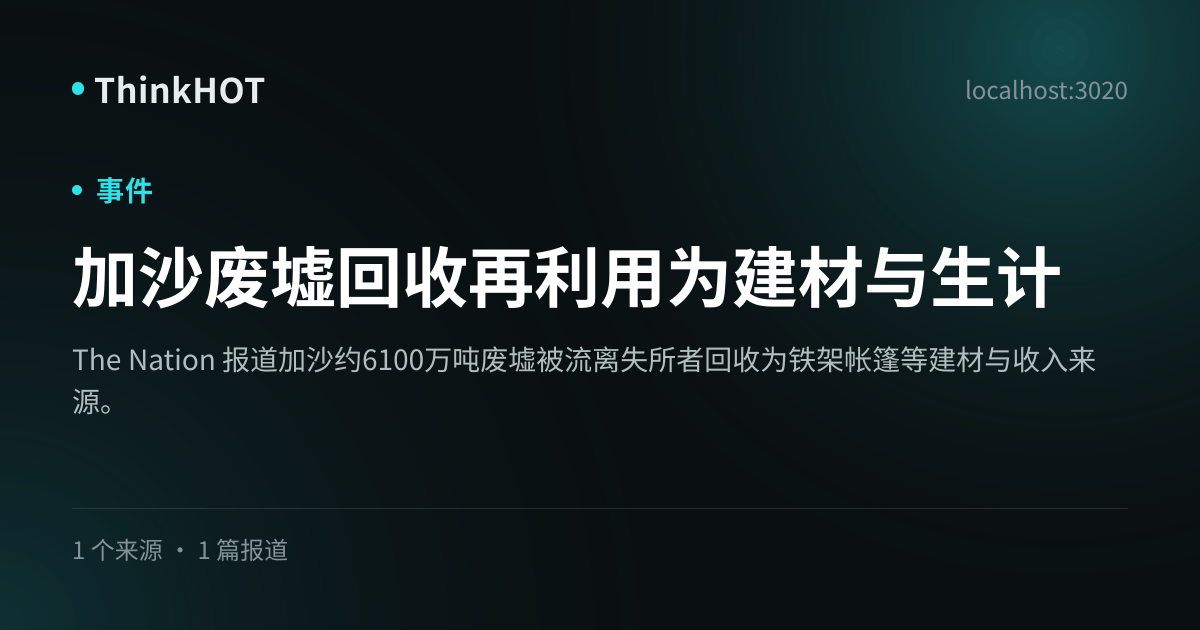 ThinkHOT
localhost:3020
事件
加沙废墟回收再利用为建材与生计
The Nation 报道加沙约6100万吨废墟被流离失所者回收为铁架帐篷等建材与收入来
源。
1 个来源 · 1 篇报道